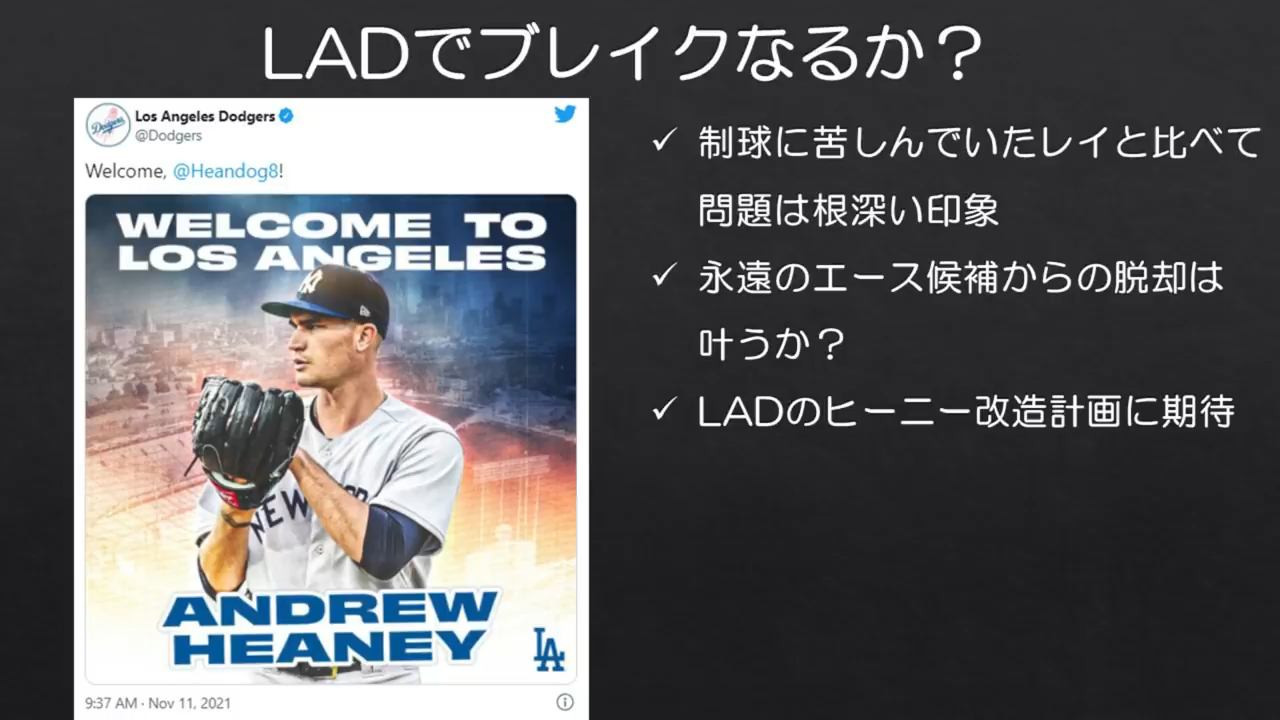 LADでブレイクなるか？
Los Angeles Dodgers
@Dodgers
Welcome, @Heandog8!
WELCOME TO
LOS ANGELES
NY
NEW YOR
ANDREW
HEANEY
LA
9:37 AM · Nov 11, 2021
制球に苦しんでいたレイと比べて
問題は根深い印象
永遠のエース候補からの脱却は
叶うか？
LADのヒーニー改造計画に期待